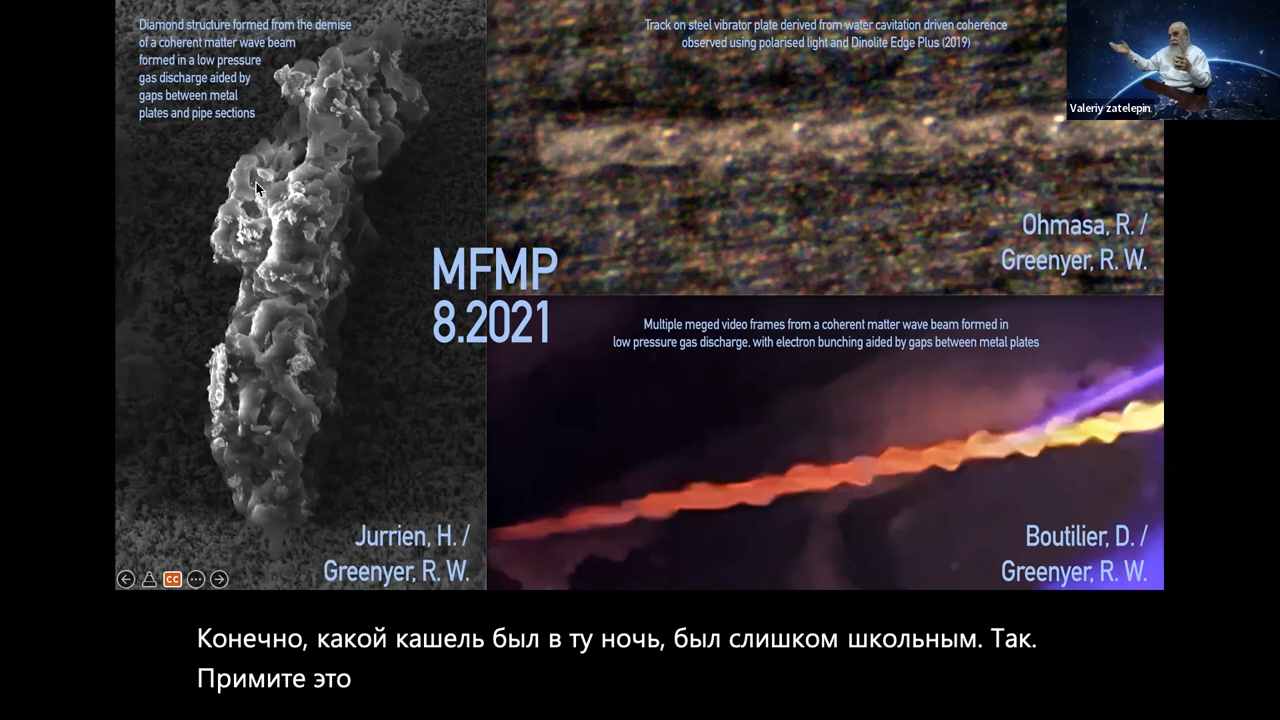 Diamond structure formed from the demise
of a coherent matter wave beam
formed in a low pressure
gas discharge aided by
gaps between metal
plates and pipe sections
Track on steel vibrator plate derived from water cavitation driven coherence
observed using polarised light and Dinolite Edge Plus (2019)
Valeriy zatelepin
Ohmasa, R. /
Greenyer, R. W.
MFMP
8.2021
Multiple meged video frames from a coherent matter wave beam formed in
low pressure gas discharge, with electron bunching aided by gaps between metal plates
Jurrien, H. /
Greenyer, R. W.
Boutilier, D. /
Greenyer, R. W.
CC
Конечно, какой кашель был в ту ночь, был слишком школьным. Так.
Примите это